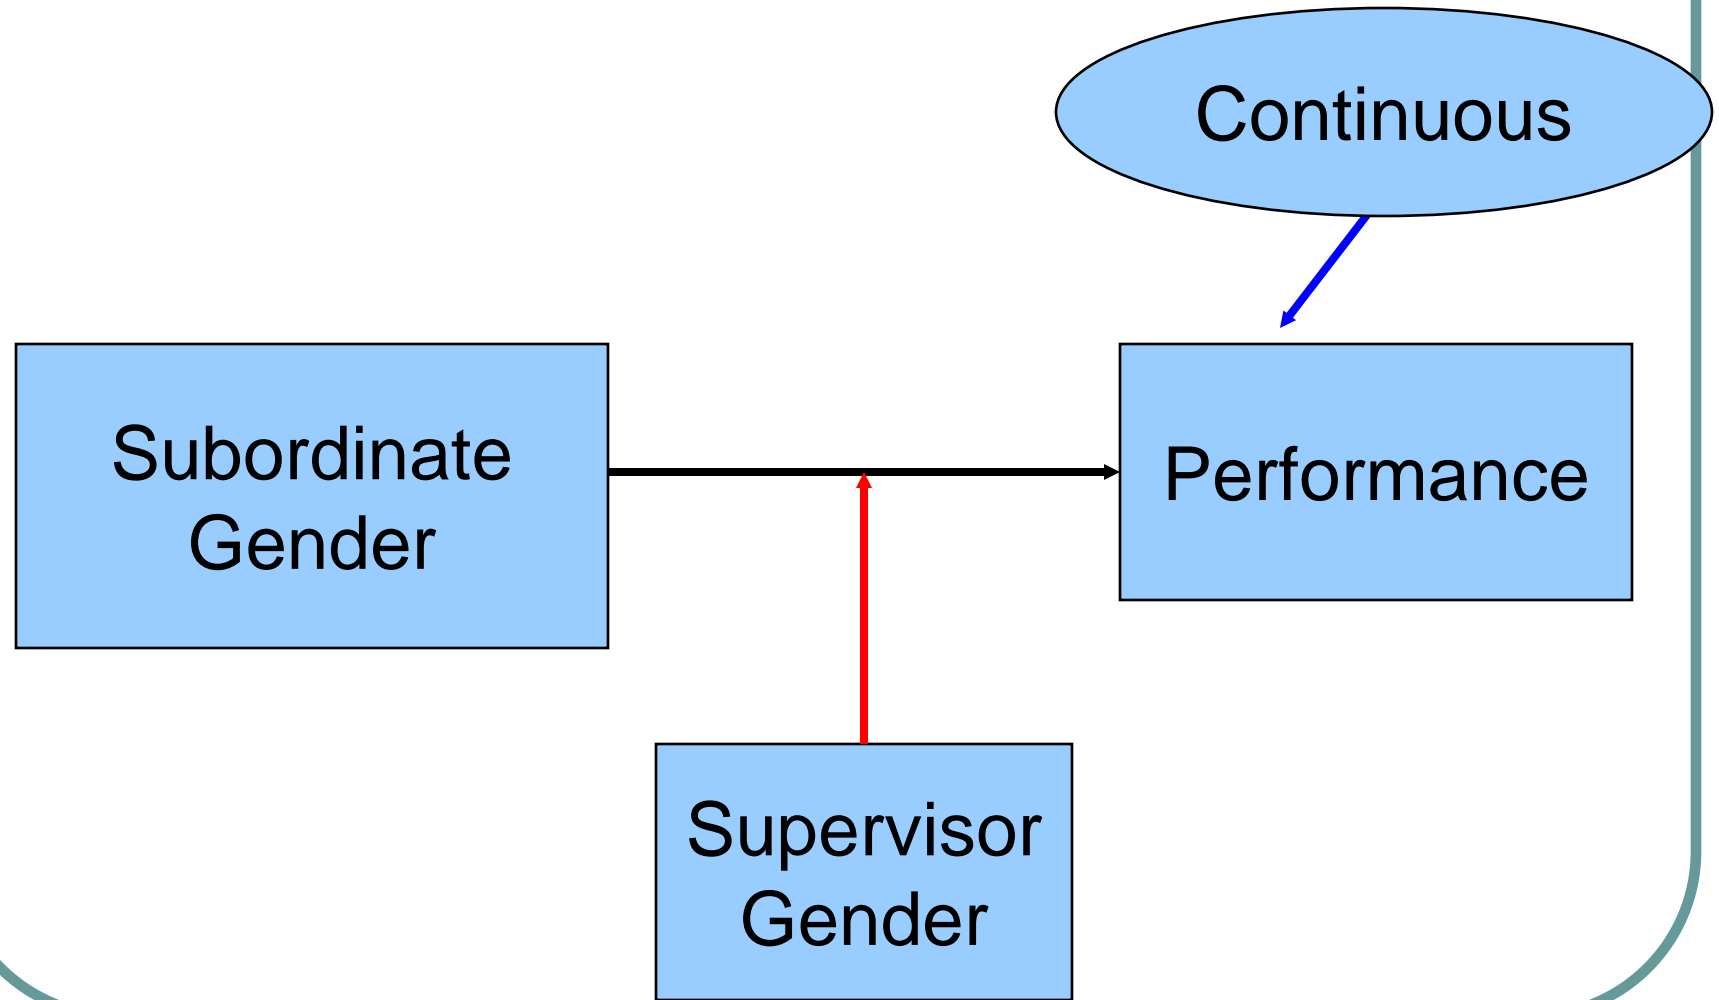 Continuous
Subordinate
Gender
Performance
Supervisor
Gender